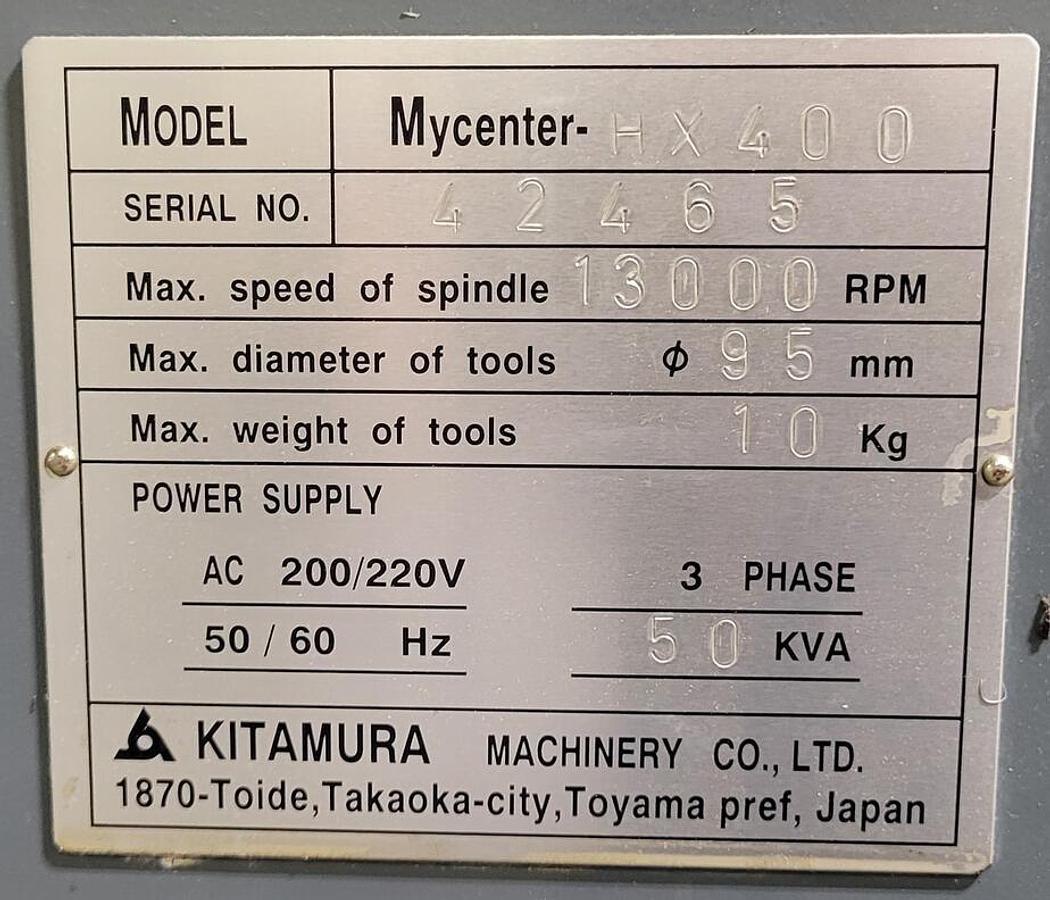 MODEL Mycenter-HX400
SERIAL NO. 42465
Max. speed of spindle 13000 RPM
Max. diameter of tools ϕ 95 mm
Max. weight of tools 10 Kg
POWER SUPPLY
AC 200/220V 3 PHASE
50 / 60 Hz 50 KVA
KITAMURA MACHINERY CO., LTD.
1870-Toide,Takaoka-city,Toyama pref, Japan